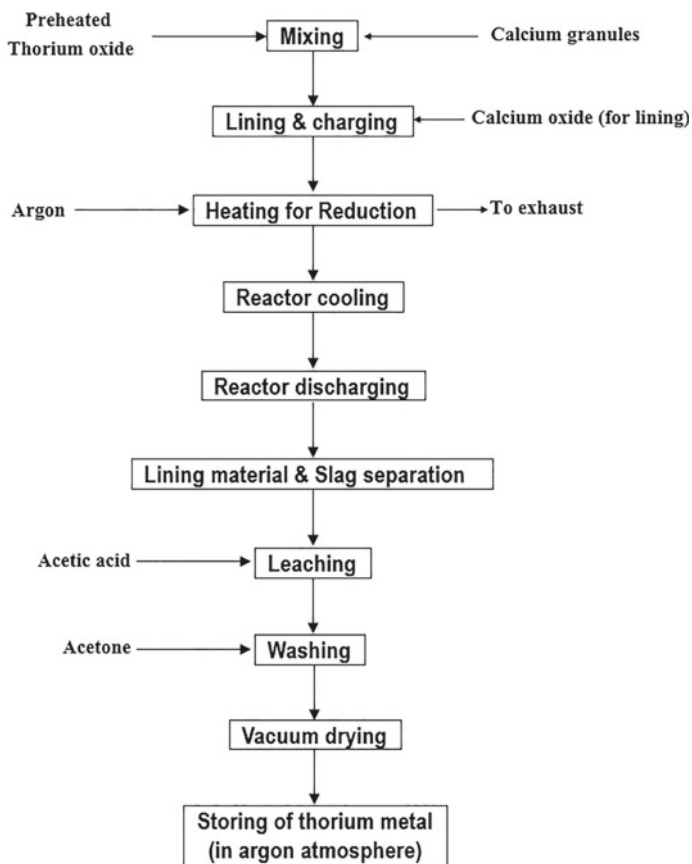 Preheated
Thorium oxide
Mixing
Calcium granules
Lining & charging
Calcium oxide (for lining)
Argon
Heating for Reduction
To exhaust
Reactor cooling
Reactor discharging
Lining material & Slag separation
Acetic acid
Leaching
Acetone
Washing
Vacuum drying
Storing of thorium metal
(in argon atmosphere)